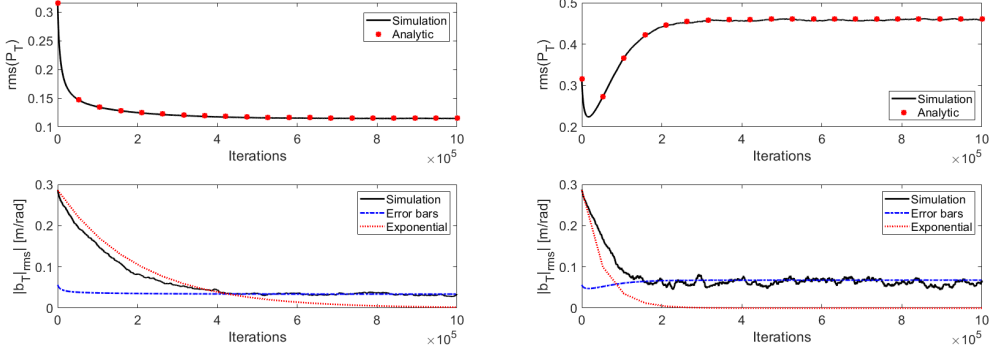 rms(P_T)
0.3
0.25
0.2
0.15
0.1
Simulation
Analytic
0 2 4 6 8 10
Iterations
×10^5
rms(P_T)
0.5
0.4
0.3
0.2
Simulation
Analytic
0 2 4 6 8 10
Iterations
×10^5
|b_T|_rms| [m/rad]
0.3
0.2
0.1
0
Simulation
Error bars
Exponential
0 2 4 6 8 10
Iterations
×10^5
|b_T|_rms| [m/rad]
0.3
0.2
0.1
0
Simulation
Error bars
Exponential
0 2 4 6 8 10
Iterations
×10^5